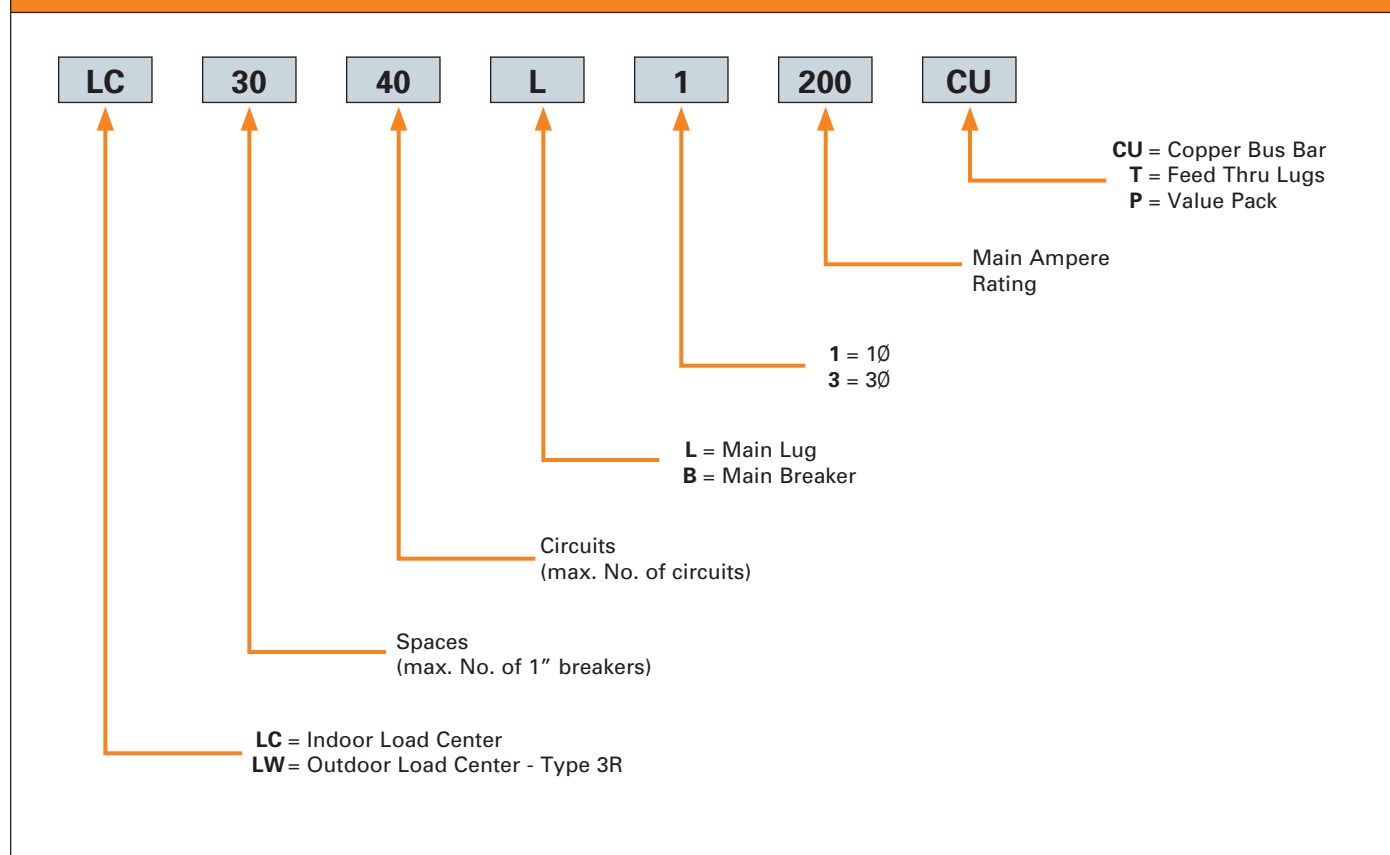 LC 30 40 L 1 200 CU
CU = Copper Bus Bar
T = Feed Thru Lugs
P = Value Pack
Main Ampere
Rating
1 = 1Ø
3 = 3Ø
L = Main Lug
B = Main Breaker
Circuits
(max. No. of circuits)
Spaces
(max. No. of 1” breakers)
LC = Indoor Load Center
LW = Outdoor Load Center - Type 3R